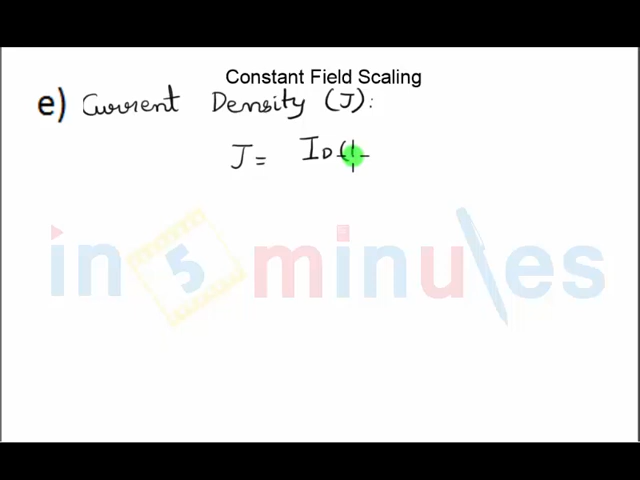 Constant Field Scaling
e) Current Density (J):
J = ID (
in 5 minutes